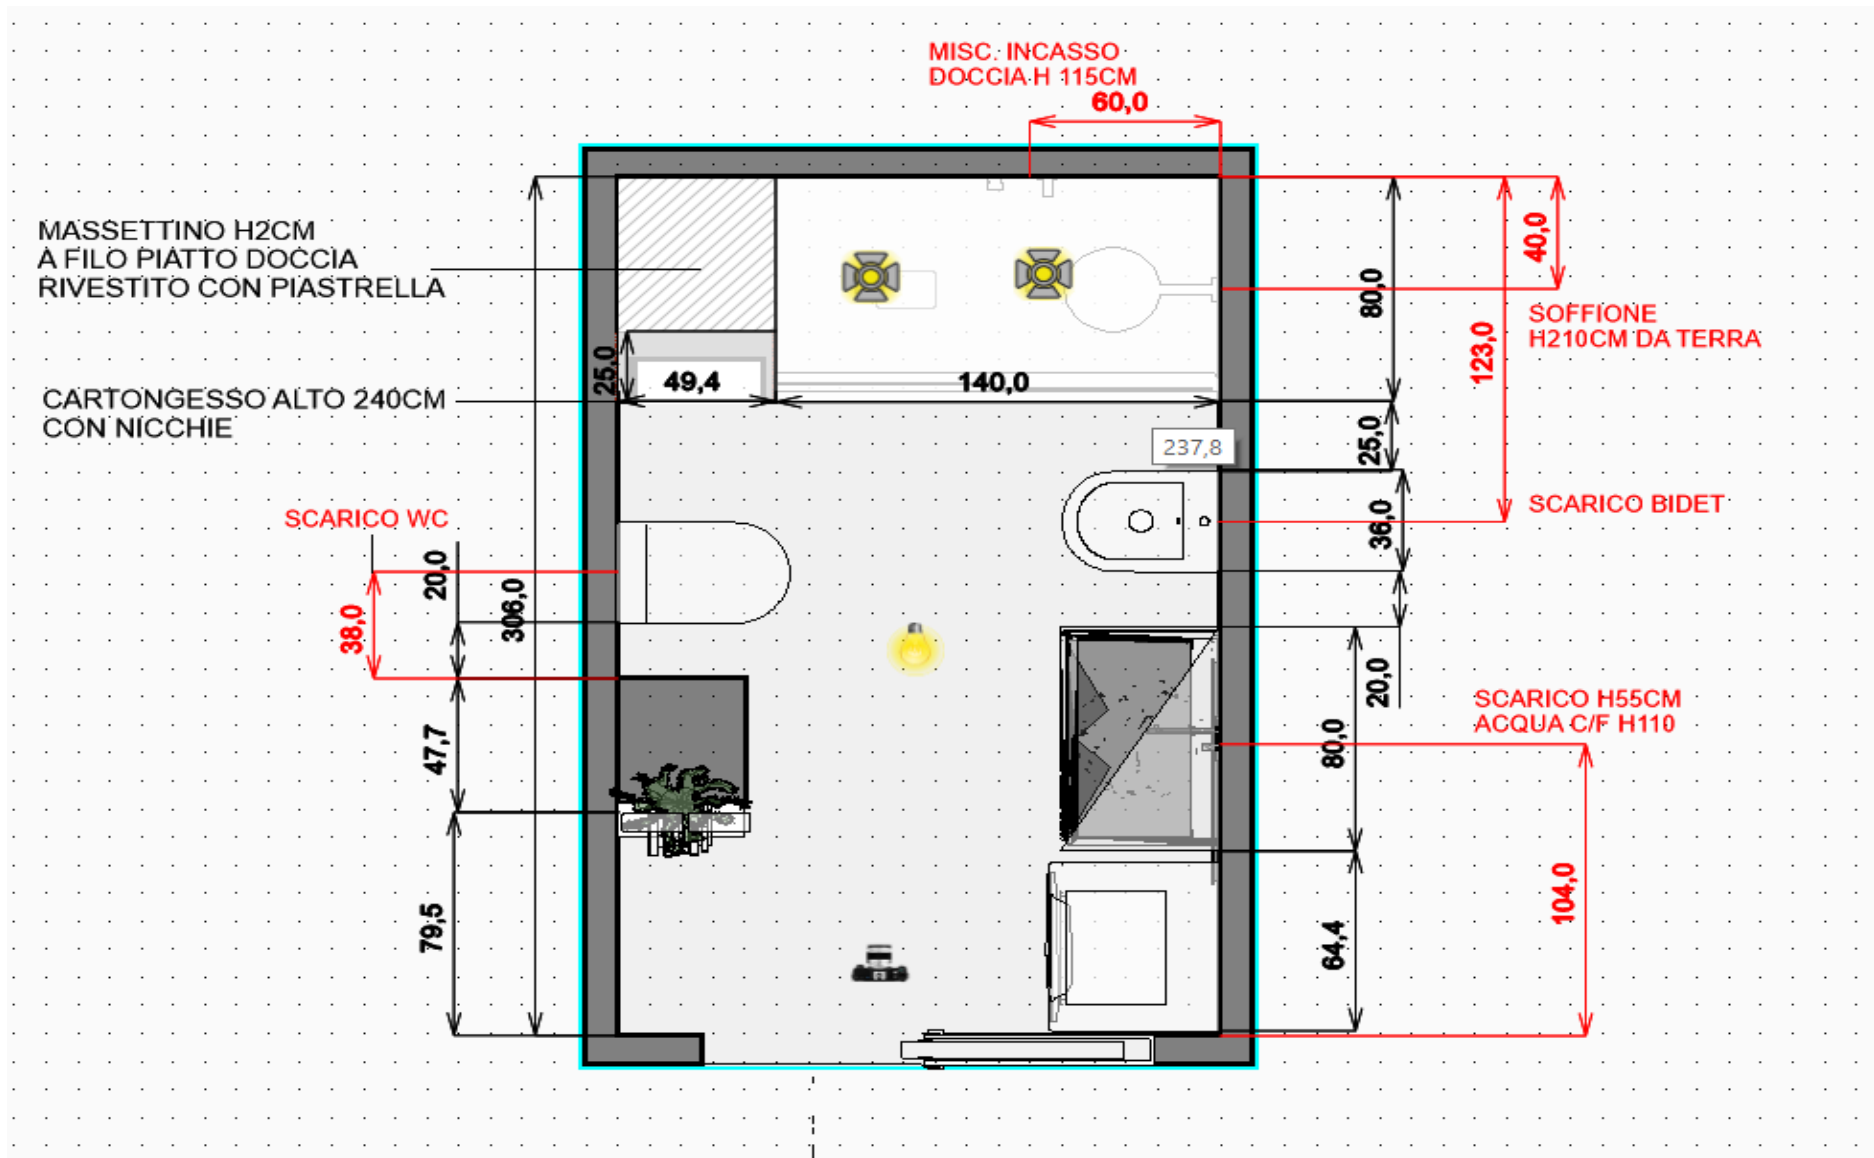 MISC. INCASSO
DOCCIA H 115CM
60,0
MASSETTINO H2CM
A FILO PIATTO DOCCIA
RIVESTITO CON PIASTRELLA
40,0
80,0
SOFFIONE
H210CM DA TERRA
123,0
25,0
49,4
140,0
CARTONGESSO ALTO 240CM
CON NICCHIE
237,8
25,0
SCARICO WC
SCARICO BIDET
36,0
20,0
306,0
38,0
20,0
SCARICO H55CM
ACQUA C/F H110
47,7
80,0
104,0
79,5
64,4